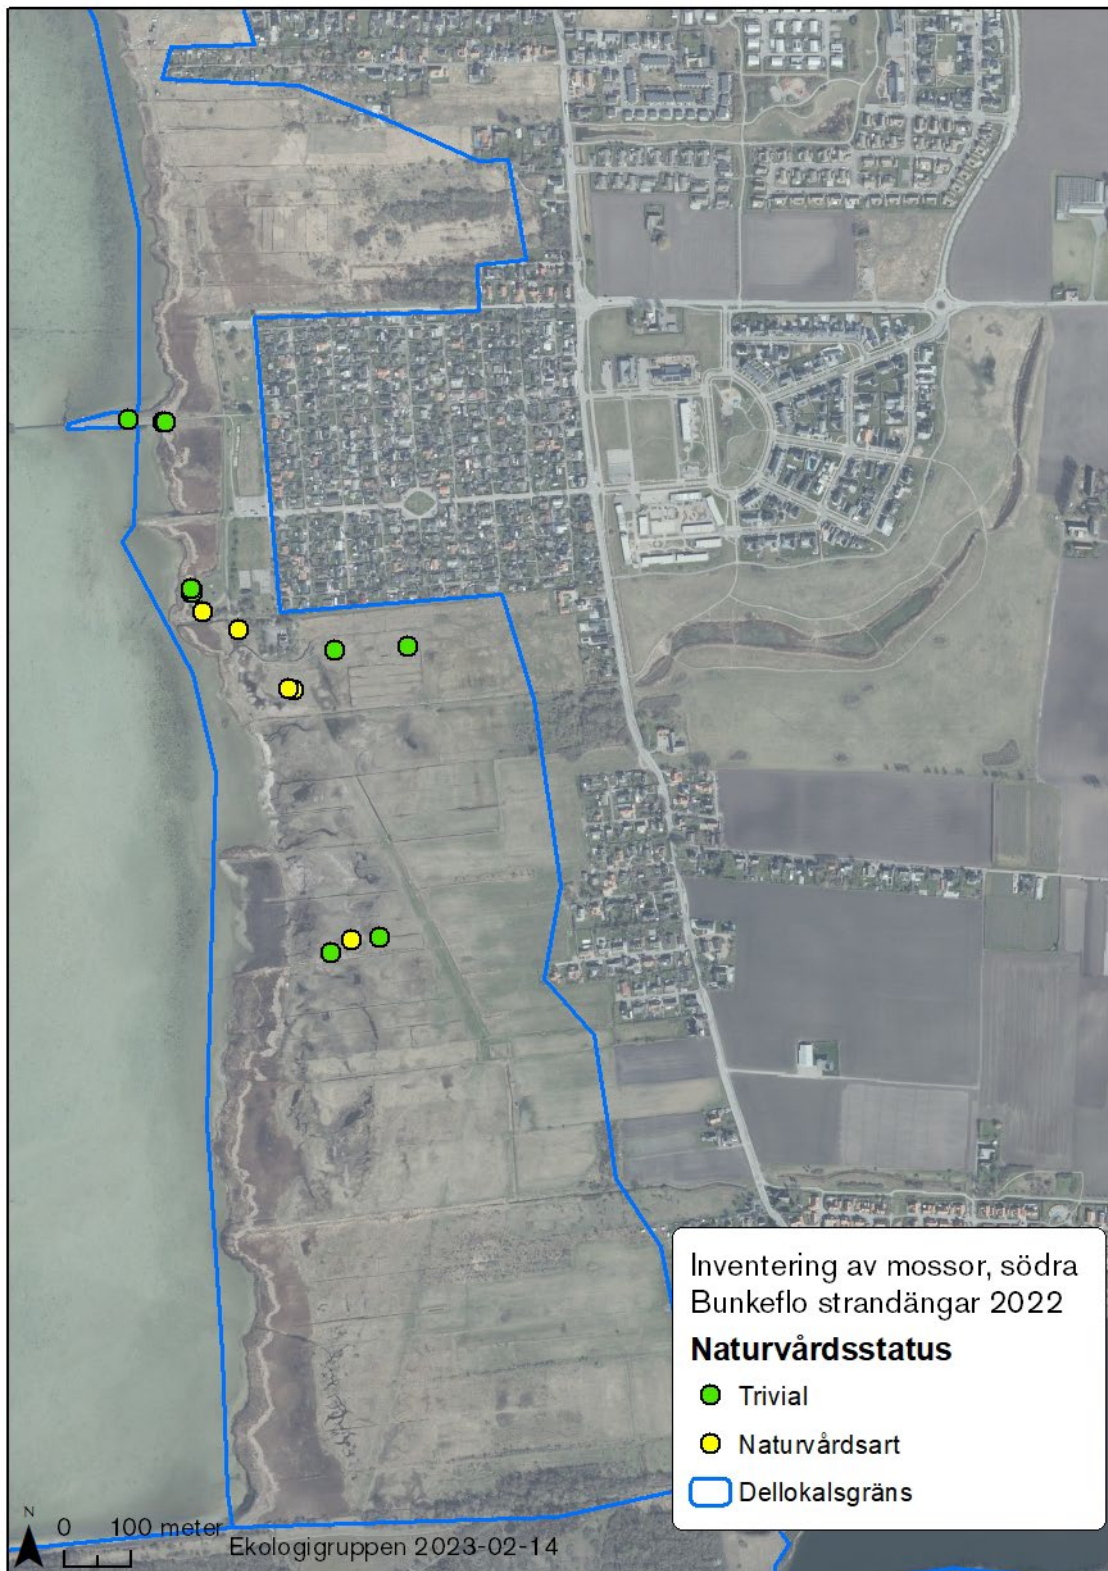 Inventering av mossor, södra
Bunkeflo strandängar 2022
Naturvårdsstatus
Trivial
Naturvårdsart
Dellokalsgräns
N
0 100 meter
Ekologigruppen 2023-02-14